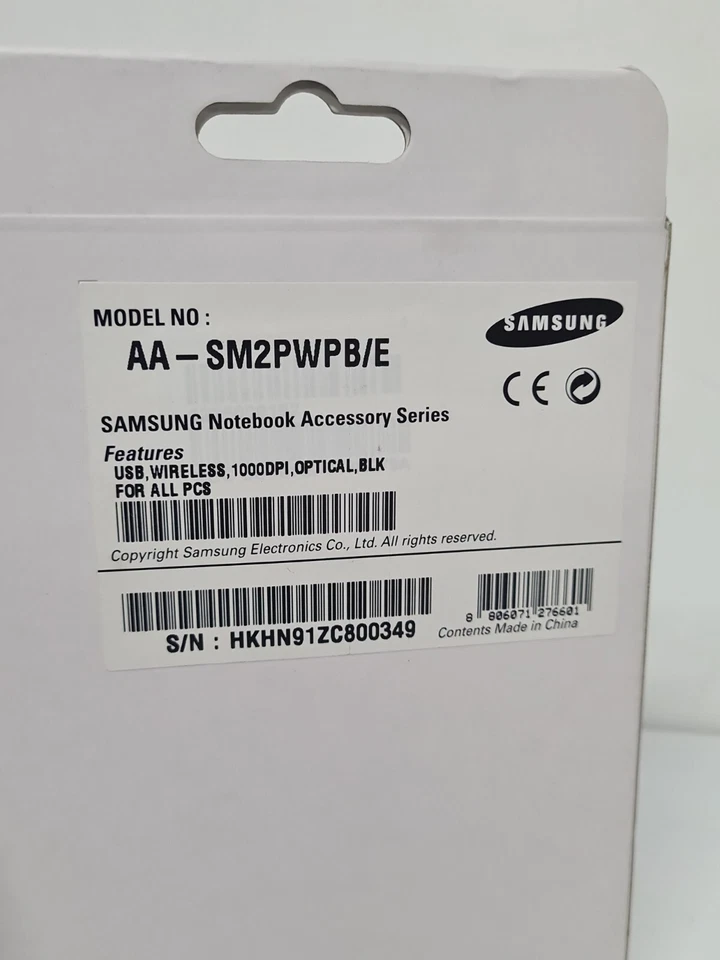 MODEL NO :
AA-SM2PWPB/E
SAMSUNG
CE
SAMSUNG Notebook Accessory Series
Features
USB,WIRELESS,1000DPI,OPTICAL,BLK
FOR ALL PCS
Copyright Samsung Electronics Co., Ltd. All rights reserved.
S/N : HKHN91ZC800349
8 806071 276601
Contents Made in China